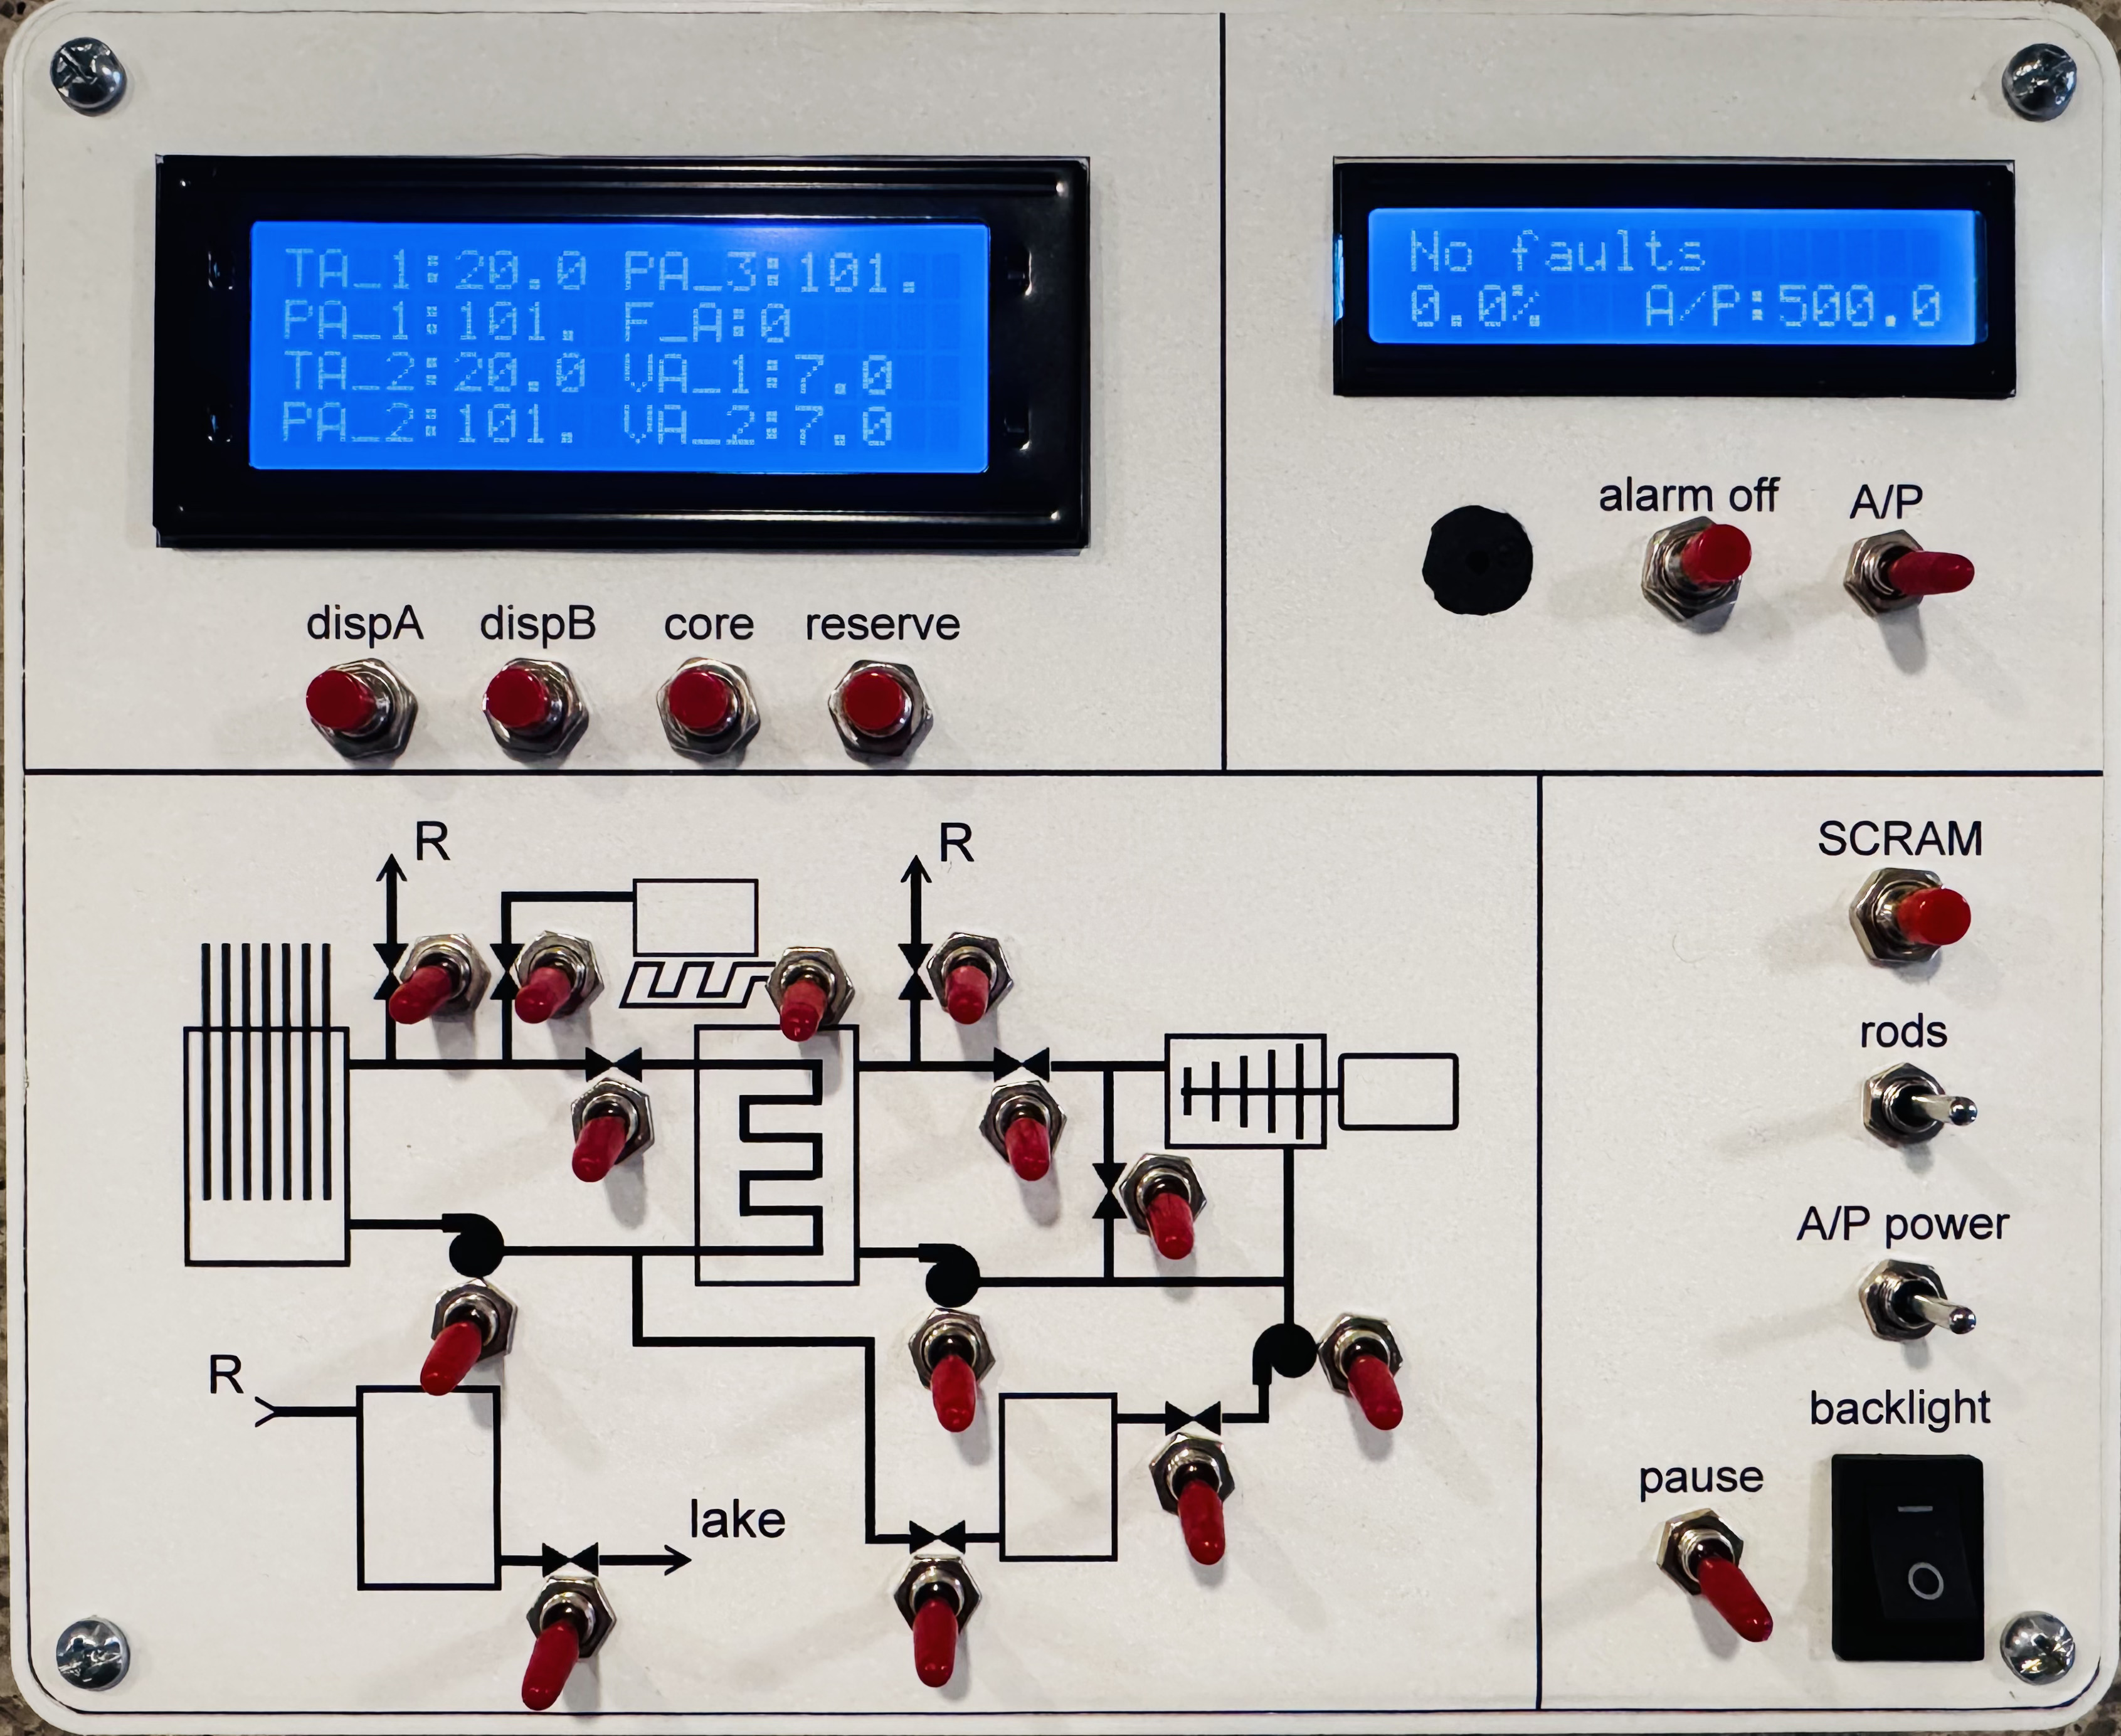 TA_1:20.0 PA_3:101.
PA_1:101. F_A:0
TA_2:20.0 VA_1:7.0
PA_2:101. VA_2:7.0
No faults
0.0% A/P:500.0
alarm off A/P
dispA dispB core reserve
R R
SCRAM
rods
A/P power
backlight
R
pause
lake